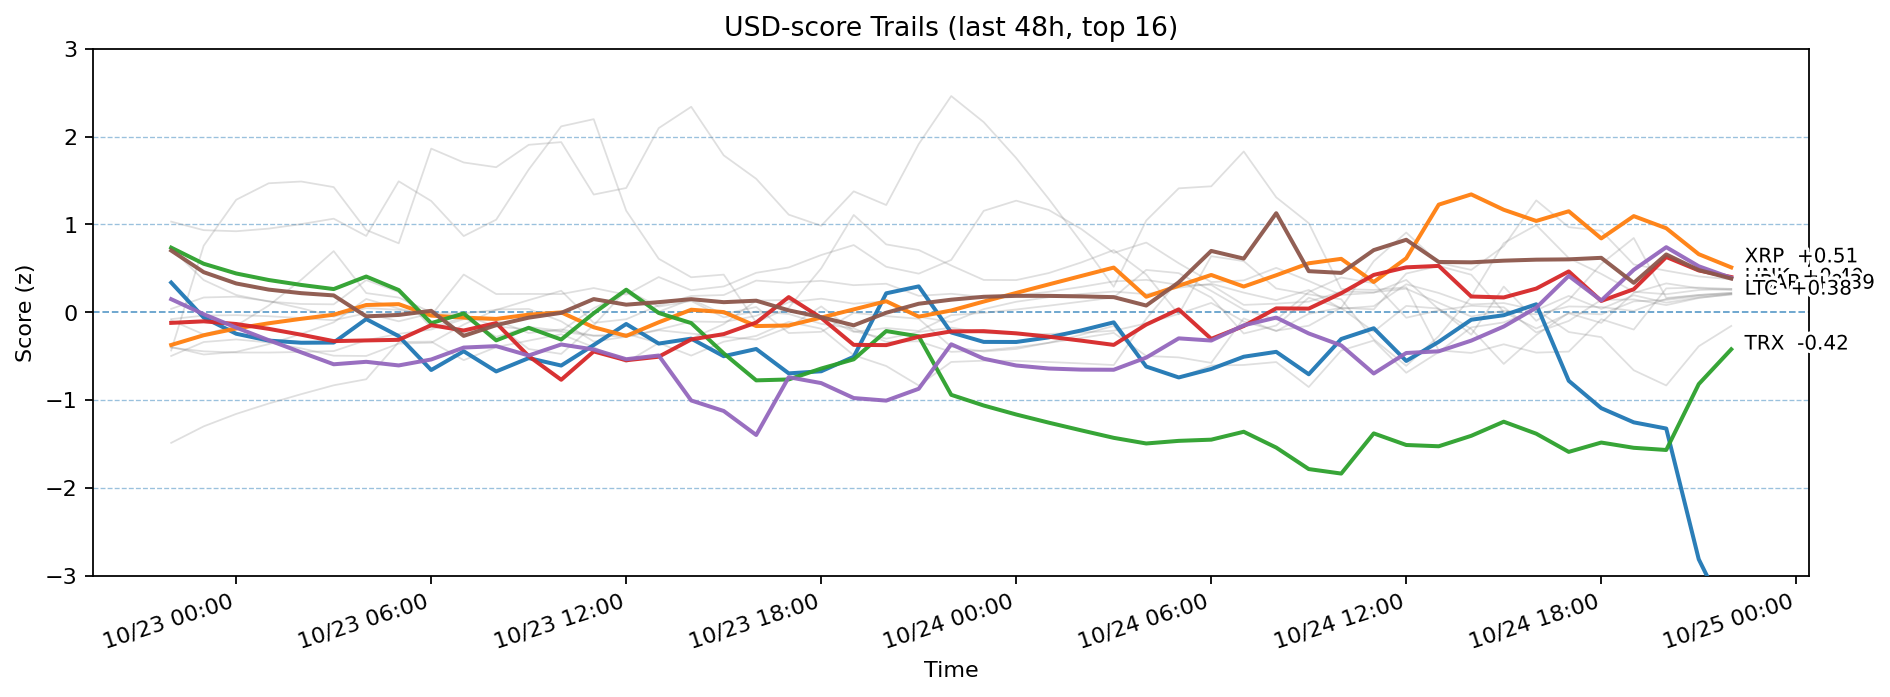 USD-score Trails (last 48h, top 16)
Score (z)
3
2
1
0
−1
−2
−3
XRP +0.51
LTC +0.38
TRX -0.42
10/23 00:00
10/23 06:00
10/23 12:00
10/23 18:00
10/24 00:00
10/24 06:00
10/24 12:00
10/24 18:00
10/25 00:00
Time